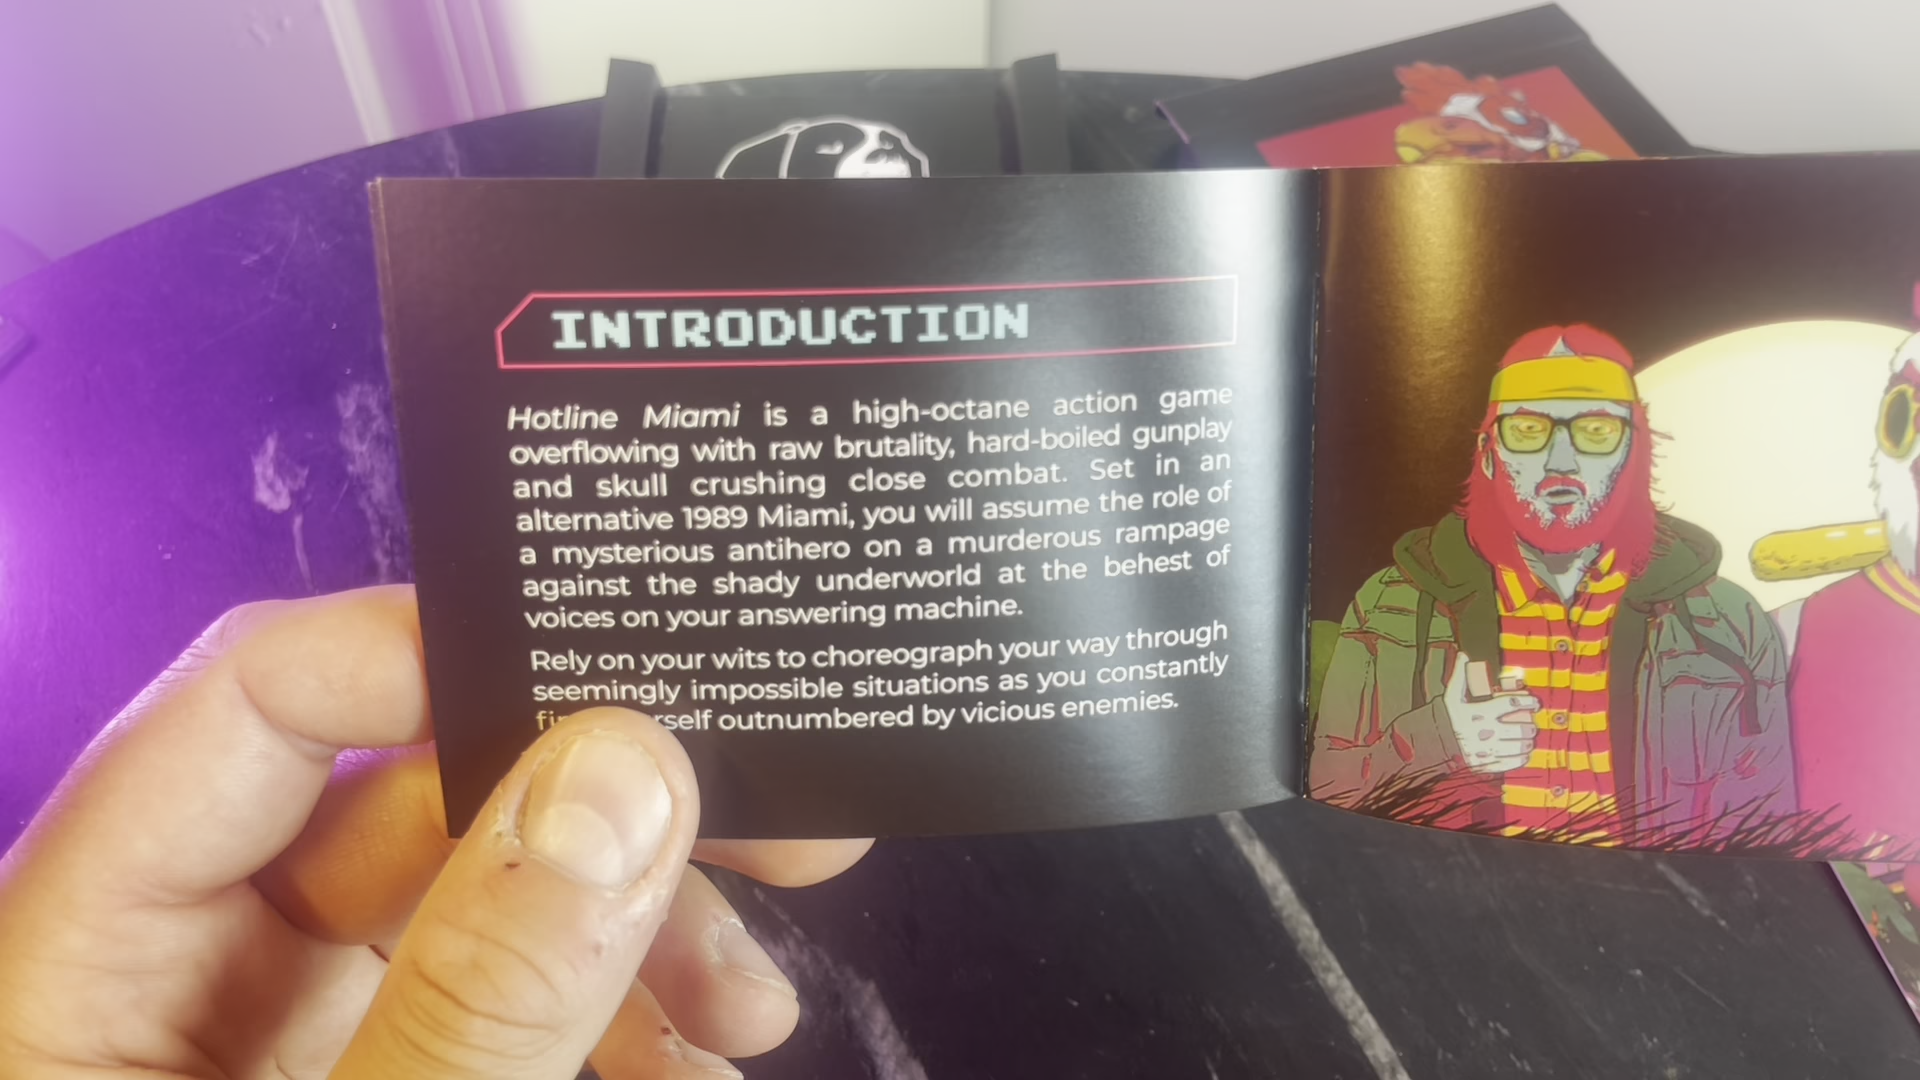 INTRODUCTION
Hotline Miami is a high-octane action game
overflowing with raw brutality, hard-boiled gunplay
and skull crushing close combat. Set in an
alternative 1989 Miami, you will assume the role of
a mysterious antihero on a murderous rampage
against the shady underworld at the behest of
voices on your answering machine.
Rely on your wits to choreograph your way through
seemingly impossible situations as you constantly
outnumbered by vicious enemies.